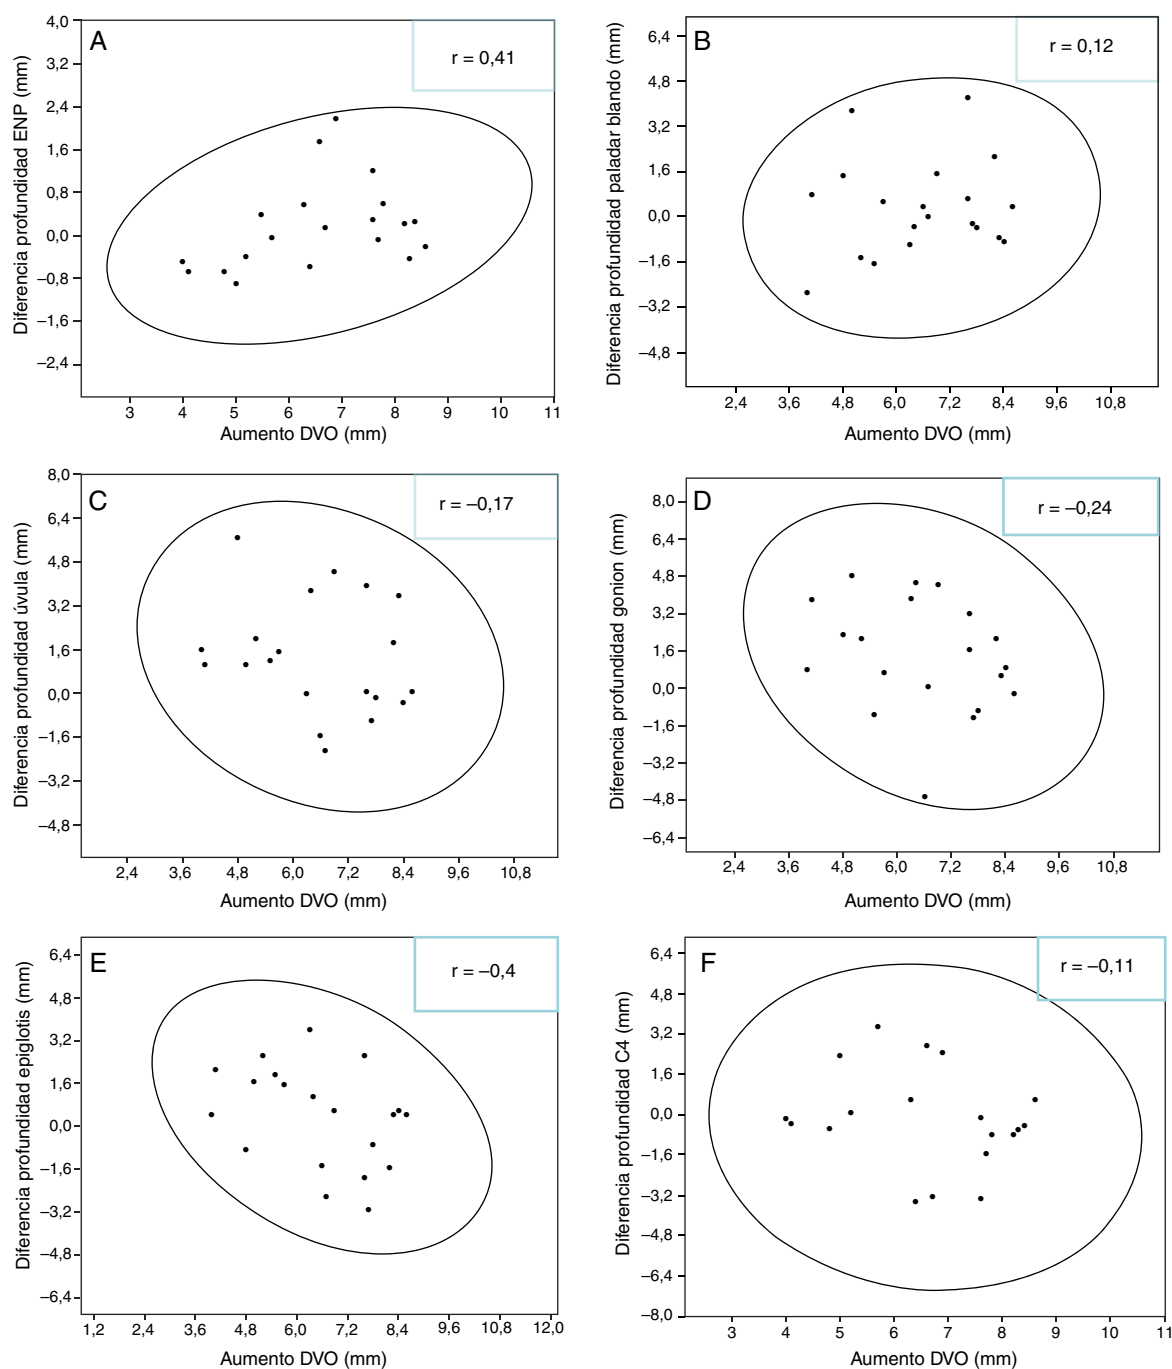 A
r = 0,41
Diferencia profundidad ENP (mm)
4,0
3,2
2,4
1,6
0,8
0,0
–0,8
–1,6
–2,4
3 4 5 6 7 8 9 10 11
Aumento DVO (mm)
B
r = 0,12
Diferencia profundidad paladar blando (mm)
6,4
4,8
3,2
1,6
0,0
–1,6
–3,2
–4,8
2,4 3,6 4,8 6,0 7,2 8,4 9,6 10,8
Aumento DVO (mm)
C
r = –0,17
Diferencia profundidad úvula (mm)
8,0
6,4
4,8
3,2
1,6
0,0
–1,6
–3,2
–4,8
2,4 3,6 4,8 6,0 7,2 8,4 9,6 10,8
Aumento DVO (mm)
D
r = –0,24
Diferencia profundidad gonion (mm)
8,0
6,4
4,8
3,2
1,6
0,0
–1,6
–3,2
–4,8
–6,4
2,4 3,6 4,8 6,0 7,2 8,4 9,6 10,8
Aumento DVO (mm)
E
r = –0,4
Diferencia profundidad epiglotis (mm)
6,4
4,8
3,2
1,6
0,0
–1,6
–3,2
–4,8
–6,4
1,2 2,4 3,6 4,8 6,0 7,2 8,4 9,6 10,8 12,0
Aumento DVO (mm)
F
r = –0,11
Diferencia profundidad C4 (mm)
6,4
4,8
3,2
1,6
0,0
–1,6
–3,2
–4,8
–6,4
–8,0
3 4 5 6 7 8 9 10 11
Aumento DVO (mm)